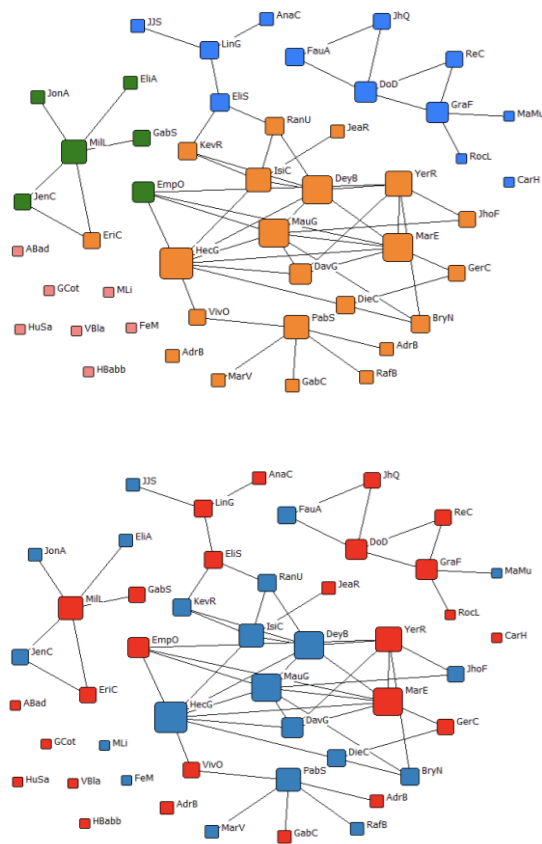 JJS
AnaC
LinG
JhQ
FauA
ReC
DoD
EliS
GraF
MaMu
JonA
EliA
MilL
GabS
RanU
JeaR
KevR
IsiC
RocL
CarH
JenC
EmpO
DeyB
YerR
EriC
MauG
JhoF
ABad
HecG
MarE
DavG
GerC
GCot
MLi
DieC
HuSa
VBla
FeM
VivO
PabS
BryN
AdrB
AdrB
HBabb
MarV
GabC
RafB
JJS
AnaC
LinG
JhQ
FauA
ReC
DoD
EliS
GraF
MaMu
JonA
EliA
MilL
GabS
RanU
JeaR
KevR
IsiC
RocL
CarH
JenC
EmpO
DeyB
YerR
EriC
MauG
JhoF
ABad
HecG
MarE
DavG
GerC
GCot
MLi
DieC
HuSa
VBla
FeM
VivO
PabS
BryN
AdrB
AdrB
HBabb
MarV
GabC
RafB